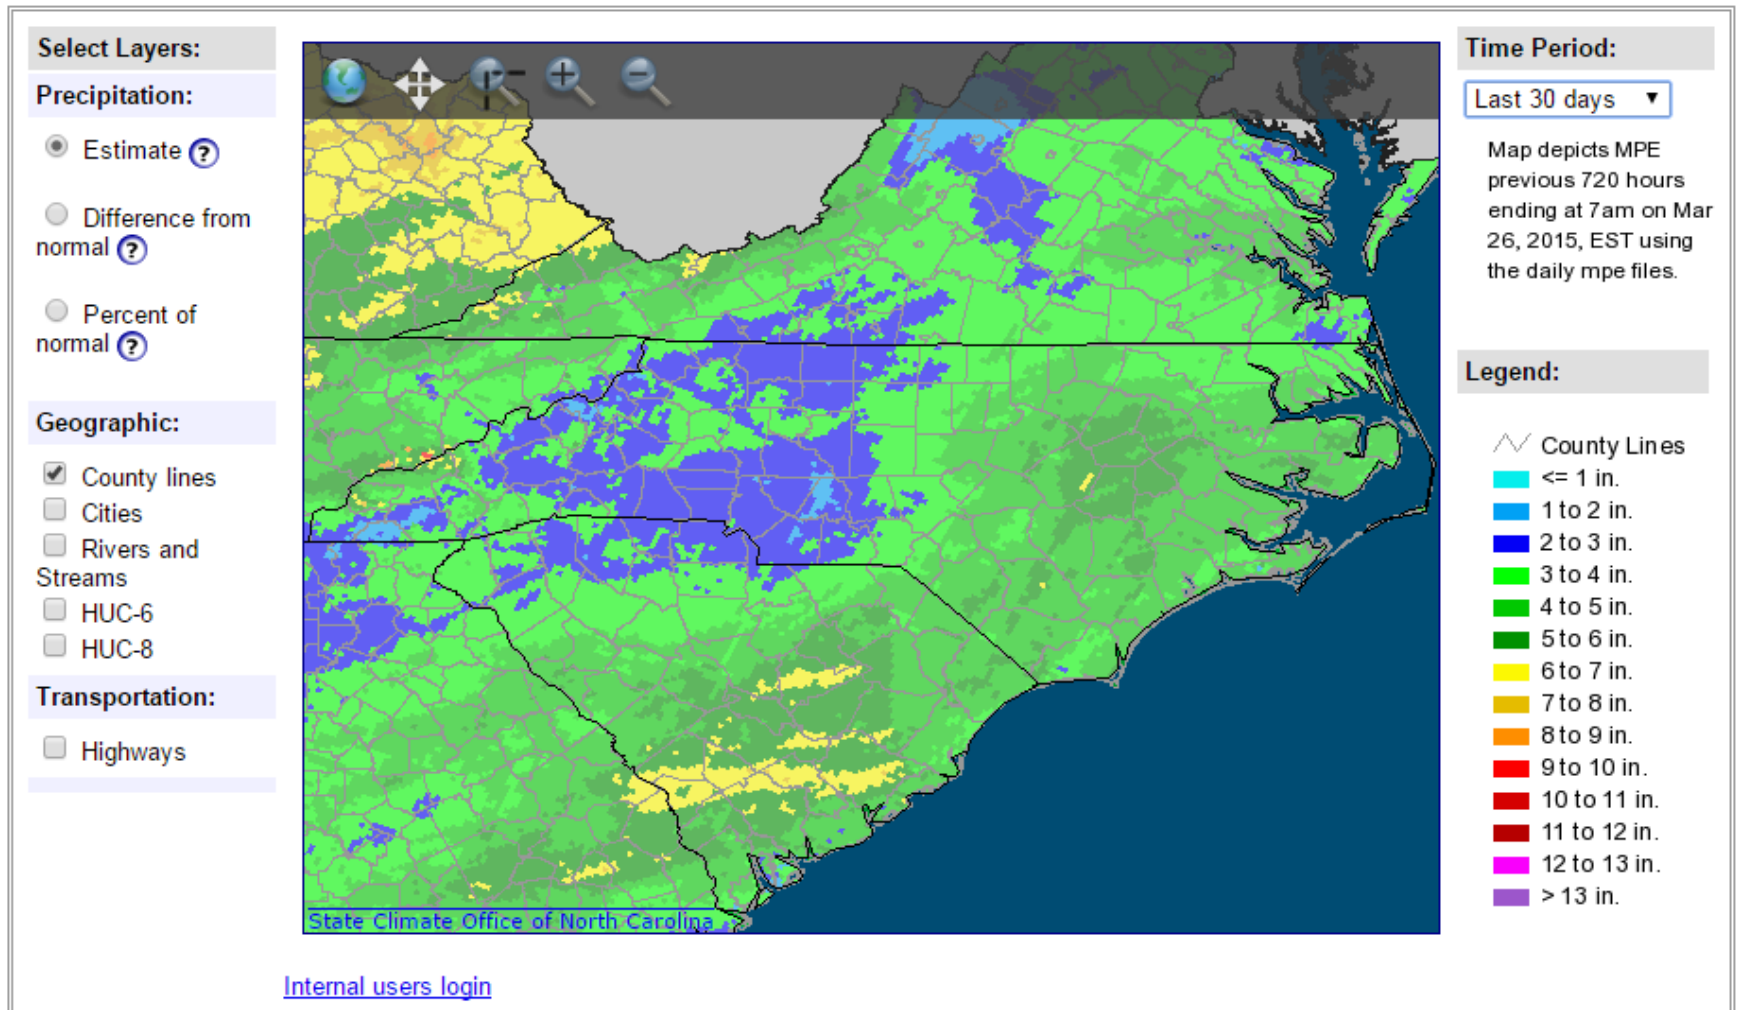 Select Layers:
Precipitation:
Estimate ?
Difference from
normal ?
Percent of
normal ?
Geographic:
County lines
Cities
Rivers and
Streams
HUC-6
HUC-8
Transportation:
Highways
State Climate Office of North Carolina
Internal users login
Time Period:
Last 30 days
Map depicts MPE
previous 720 hours
ending at 7am on Mar
26, 2015, EST using
the daily mpe files.
Legend:
County Lines
<= 1 in.
1 to 2 in.
2 to 3 in.
3 to 4 in.
4 to 5 in.
5 to 6 in.
6 to 7 in.
7 to 8 in.
8 to 9 in.
9 to 10 in.
10 to 11 in.
11 to 12 in.
12 to 13 in.
> 13 in.